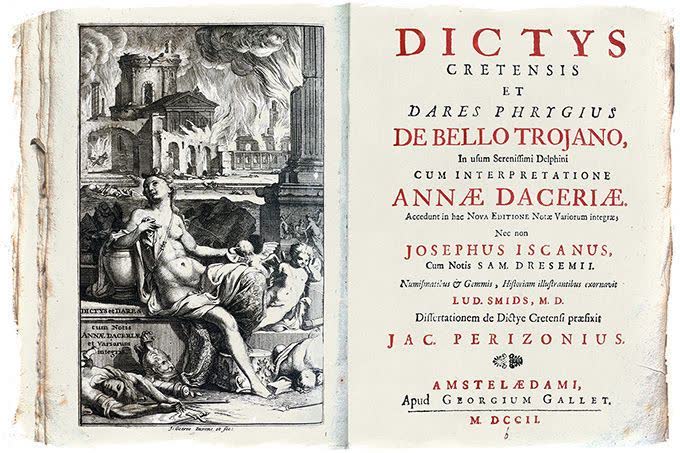 DICTYS et DARES
cum Notis
ANNÆ DACERIÆ
et Variorum
integris
DICTYS
CRETENSIS
ET
DARES PHRYGIUS
DE BELLO TROJANO,
In usum Serenissimi Delphini
CUM INTERPRETATIONE
ANNÆ DACERIÆ.
Accedunt in hac NOVA EDITIONE Notæ Variorum integræ;
Nec non
JOSEPHUS ISCANUS,
Cum Notis SAM. DRESEMII.
Numismatibus & Gemmis, Historiam illustrantibus exornavit
LUD. SMIDS, M. D.
Dissertationem de Dictye Cretensi præfixit
JAC. PERIZONIUS.
AMSTELÆDAMI,
Apud GEORGIUM GALLET.
M. DCCII.